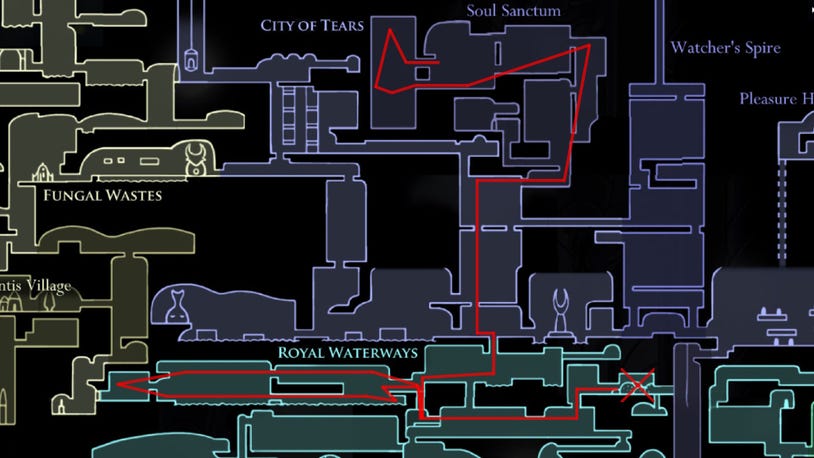 Soul Sanctum
CITY OF TEARS
Watcher's Spire
Pleasure H
FUNGAL WASTES
ntis Village
ROYAL WATERWAYS